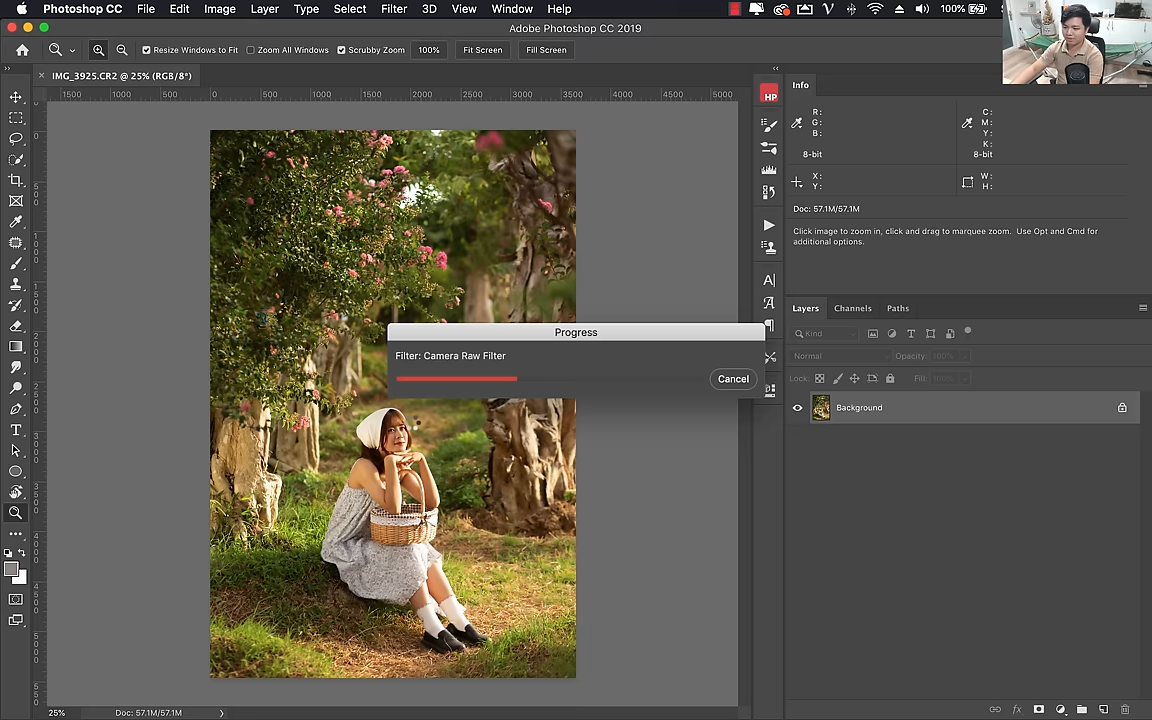 Photoshop CC File Edit Image Layer Type Select Filter 3D View Window Help 100%
Adobe Photoshop CC 2019
Resize Windows to Fit Zoom All Windows Scrubby Zoom 100% Fit Screen Fill Screen
× IMG_3925.CR2 @ 25% (RGB/8*)
1500 1000 500 0 500 1000 1500 2000 2500 3000 3500 4000 4500 5000
HP
Info
R: C:
G: M:
B: Y:
K:
8-bit 8-bit
X: W:
Y: H:
Doc: 57.1M/57.1M
Click image to zoom in, click and drag to marquee zoom. Use Opt and Cmd for
additional options.
Layers Channels Paths
Kind
Normal Opacity: 100%
Lock: Fill: 100%
Background
Progress
Filter: Camera Raw Filter
Cancel
25% Doc: 57.1M/57.1M